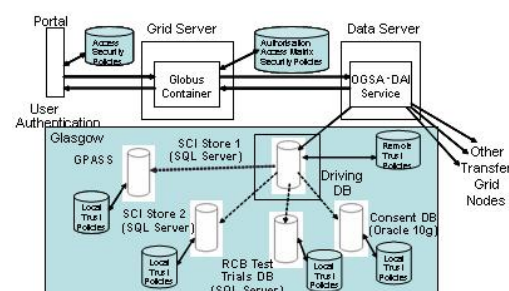 Portal
Grid Server
Data Server
Access
Security
Policies
Authorisation
Access Matrix
Security Policies
Globus
Container
OGSA-DAI
Service
User
Authentication
Glasgow
GPASS
SCI Store 1
(SQL Server)
Remote
Trust
Policies
Driving
DB
Other
Transfer
Grid
Nodes
Local
Trust
Policies
SCI Store 2
(SQL Server)
Consent DB
(Oracle 10g)
Local
Trust
Policies
RCB Test
Trials DB
(SQL Server)
Local
Trust
Policies
Local
Trust
Policies